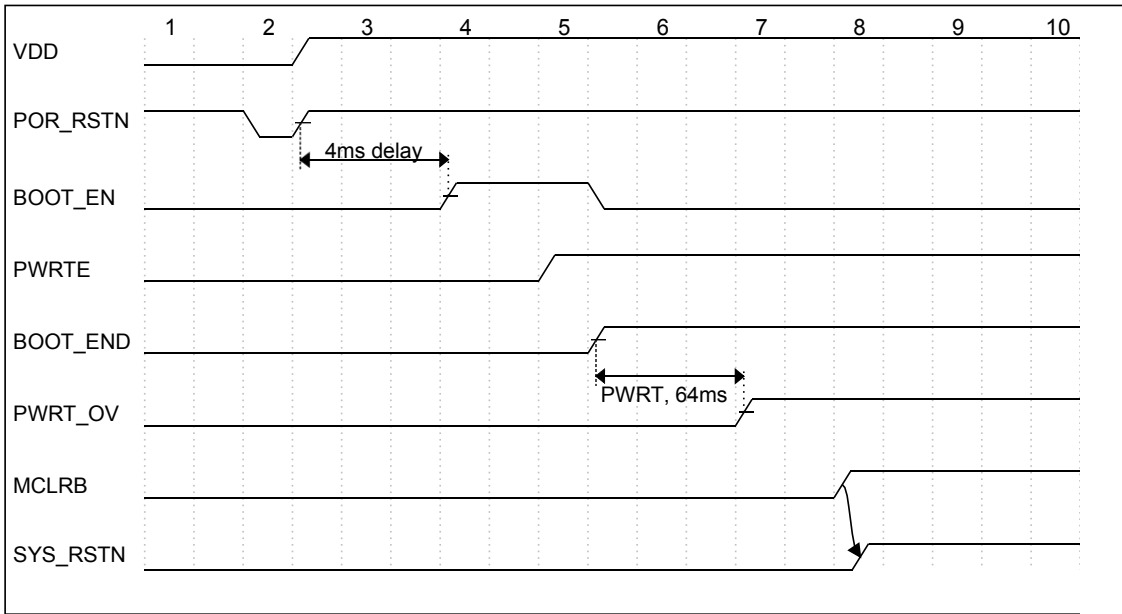 1 2 3 4 5 6 7 8 9 10
VDD
POR_RSTN
4ms delay
BOOT_EN
PWRTE
BOOT_END
PWRT, 64ms
PWRT_OV
MCLRB
SYS_RSTN